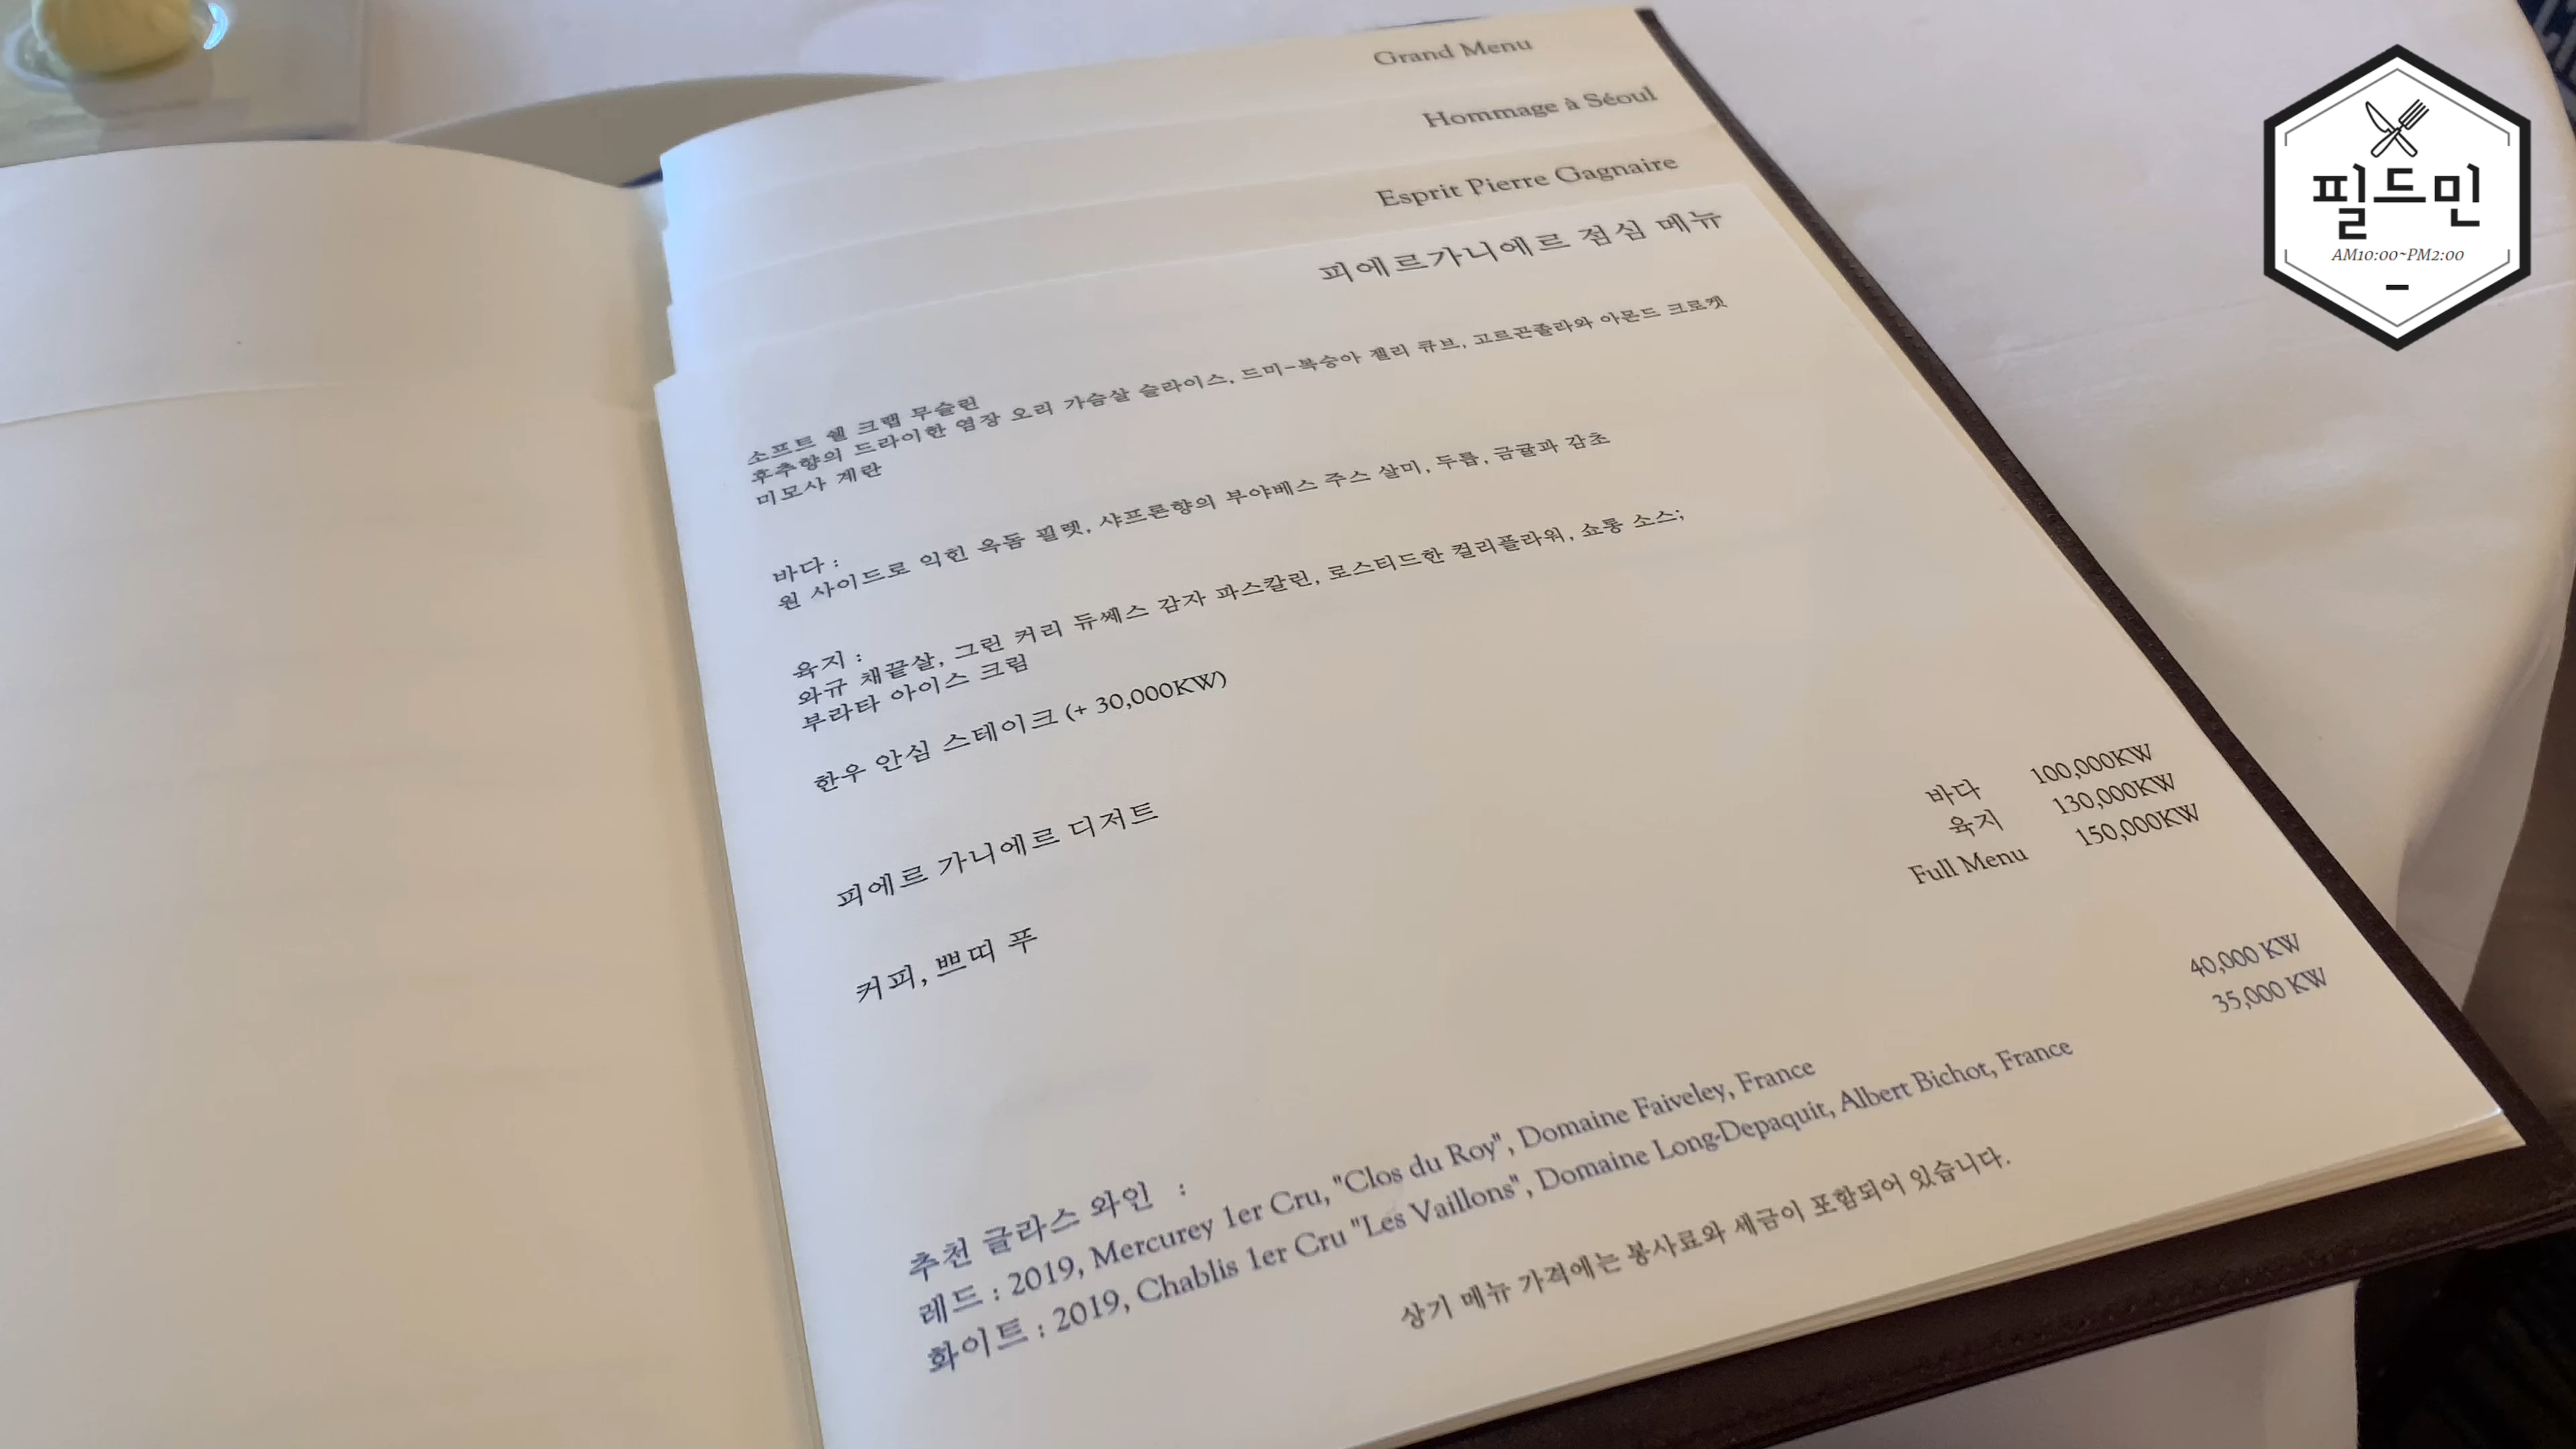 Grand Menu
Hommage à Séoul
Esprit Pierre Gagnaire
피에르가니에르 점심 메뉴
소프트 쉘 크랩 무슬린
후추향의 드라이한 염장 오리 가슴살 슬라이스, 드미-복숭아 젤리 큐브, 고르곤졸라와 아몬드 크로켓
미모사 계란
바다 :
원 사이드로 익힌 옥돔 필렛, 샤프론향의 부야베스 주스 살미, 두릅, 금귤과 감초
육지 :
와규 채끝살, 그린 커리 듀쎄스 감자 파스칼린, 로스티드한 컬리플라워, 쇼롱 소스;
부라타 아이스 크림
한우 안심 스테이크 (+ 30,000KW)
피에르 가니에르 디저트
커피, 쁘띠 푸
바다 100,000KW
육지 130,000KW
Full Menu 150,000KW
40,000 KW
35,000 KW
추천 글라스 와인 :
레드 : 2019, Mercurey 1er Cru, "Clos du Roy", Domaine Faiveley, France
화이트 : 2019, Chablis 1er Cru "Les Vaillons", Domaine Long-Depaquit, Albert Bichot, France
상기 메뉴 가격에는 봉사료와 세금이 포함되어 있습니다.
필드민
AM10:00~PM2:00